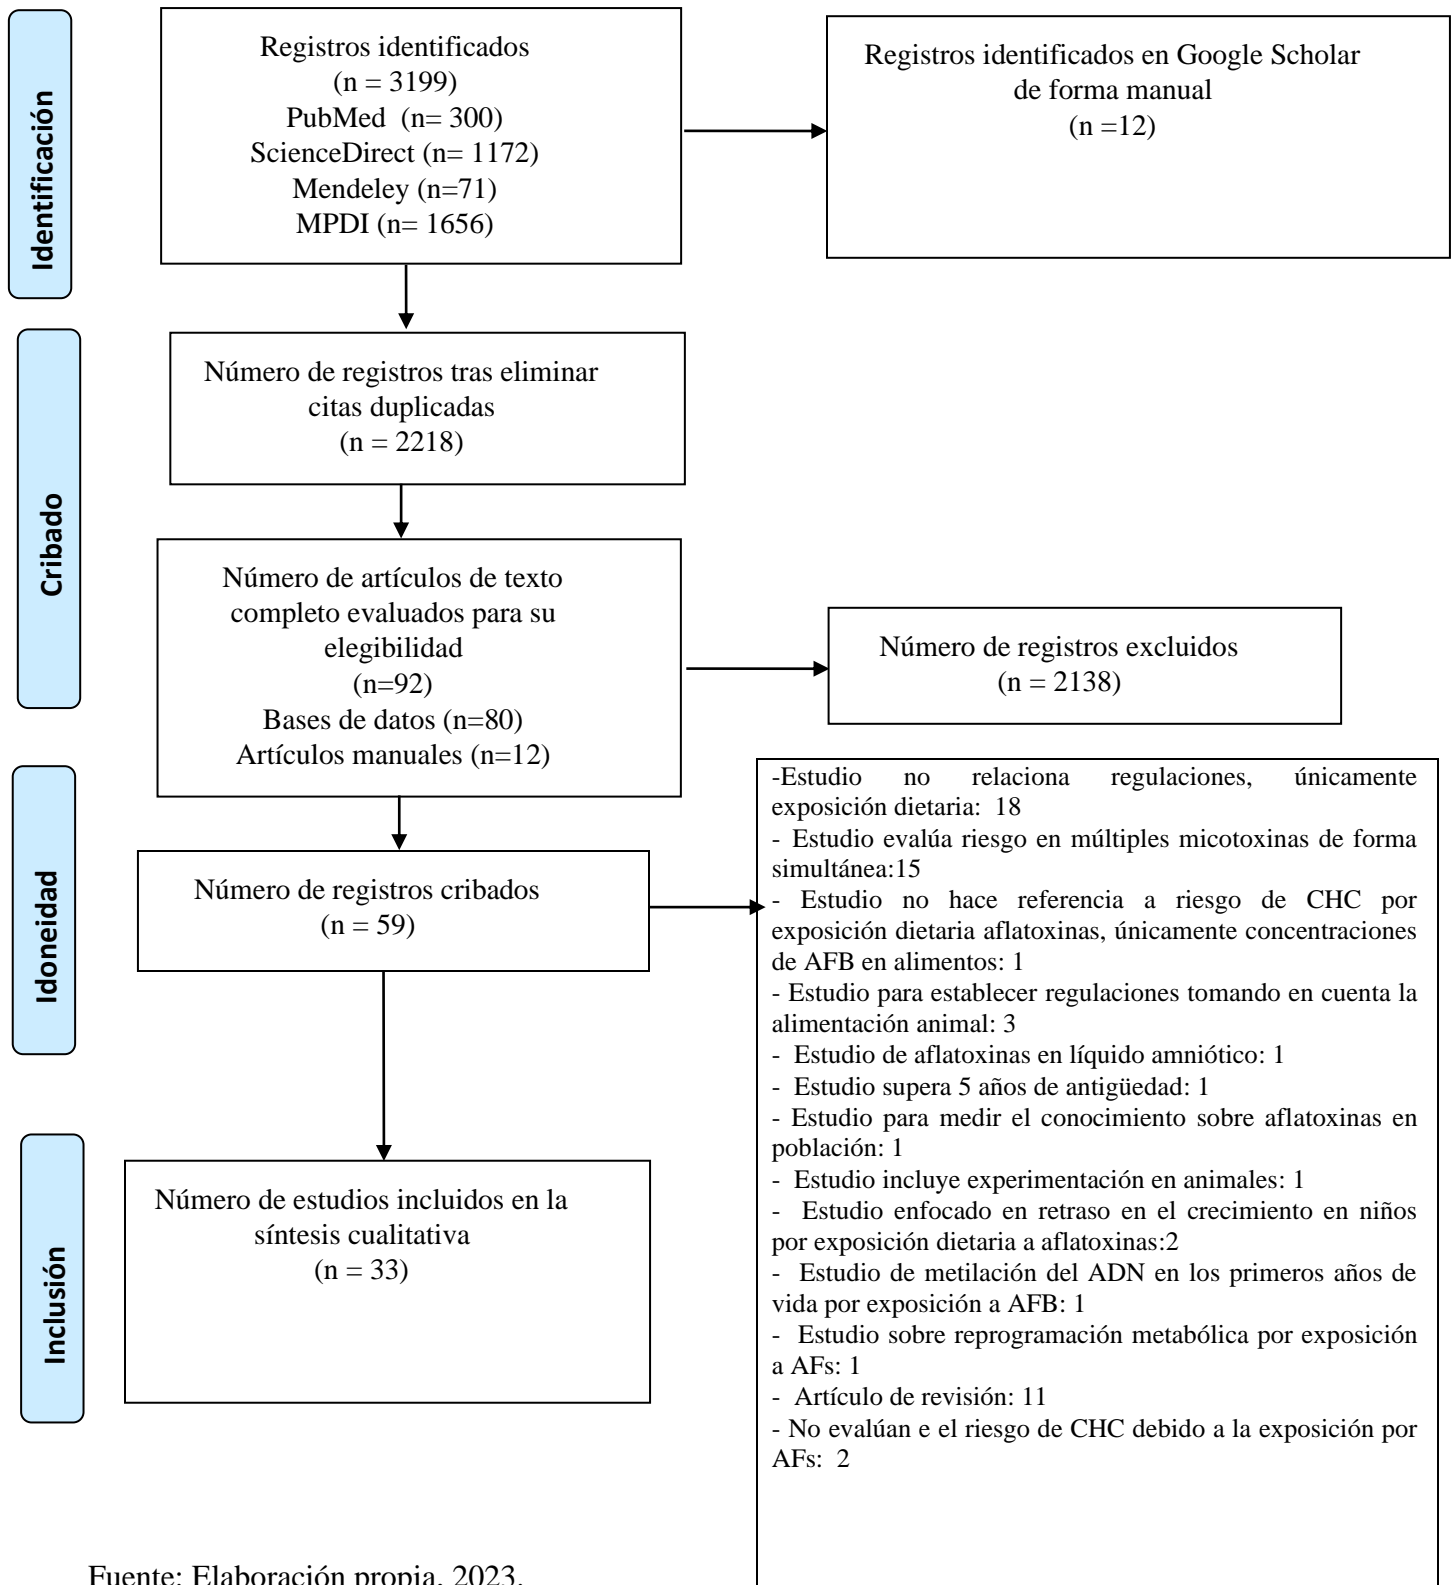 Identificación
Registros identificados
(n = 3199)
PubMed (n= 300)
ScienceDirect (n= 1172)
Mendeley (n=71)
MPDI (n= 1656)
Registros identificados en Google Scholar
de forma manual
(n =12)
Cribado
Número de registros tras eliminar
citas duplicadas
(n = 2218)
Número de artículos de texto
completo evaluados para su
elegibilidad
(n=92)
Bases de datos (n=80)
Artículos manuales (n=12)
Número de registros excluidos
(n = 2138)
Idoneidad
Número de registros cribados
(n = 59)
-Estudio no relaciona regulaciones, únicamente
exposición dietaria: 18
- Estudio evalúa riesgo en múltiples micotoxinas de forma
simultánea:15
- Estudio no hace referencia a riesgo de CHC por
exposición dietaria aflatoxinas, únicamente concentraciones
de AFB en alimentos: 1
- Estudio para establecer regulaciones tomando en cuenta la
alimentación animal: 3
- Estudio de aflatoxinas en líquido amniótico: 1
- Estudio supera 5 años de antigüedad: 1
- Estudio para medir el conocimiento sobre aflatoxinas en
población: 1
- Estudio incluye experimentación en animales: 1
- Estudio enfocado en retraso en el crecimiento en niños
por exposición dietaria a aflatoxinas:2
- Estudio de metilación del ADN en los primeros años de
vida por exposición a AFB: 1
- Estudio sobre reprogramación metabólica por exposición
a AFs: 1
- Artículo de revisión: 11
- No evalúan e el riesgo de CHC debido a la exposición por
AFs: 2
Inclusión
Número de estudios incluidos en la
síntesis cualitativa
(n = 33)
Fuente: Elaboración propia, 2023.